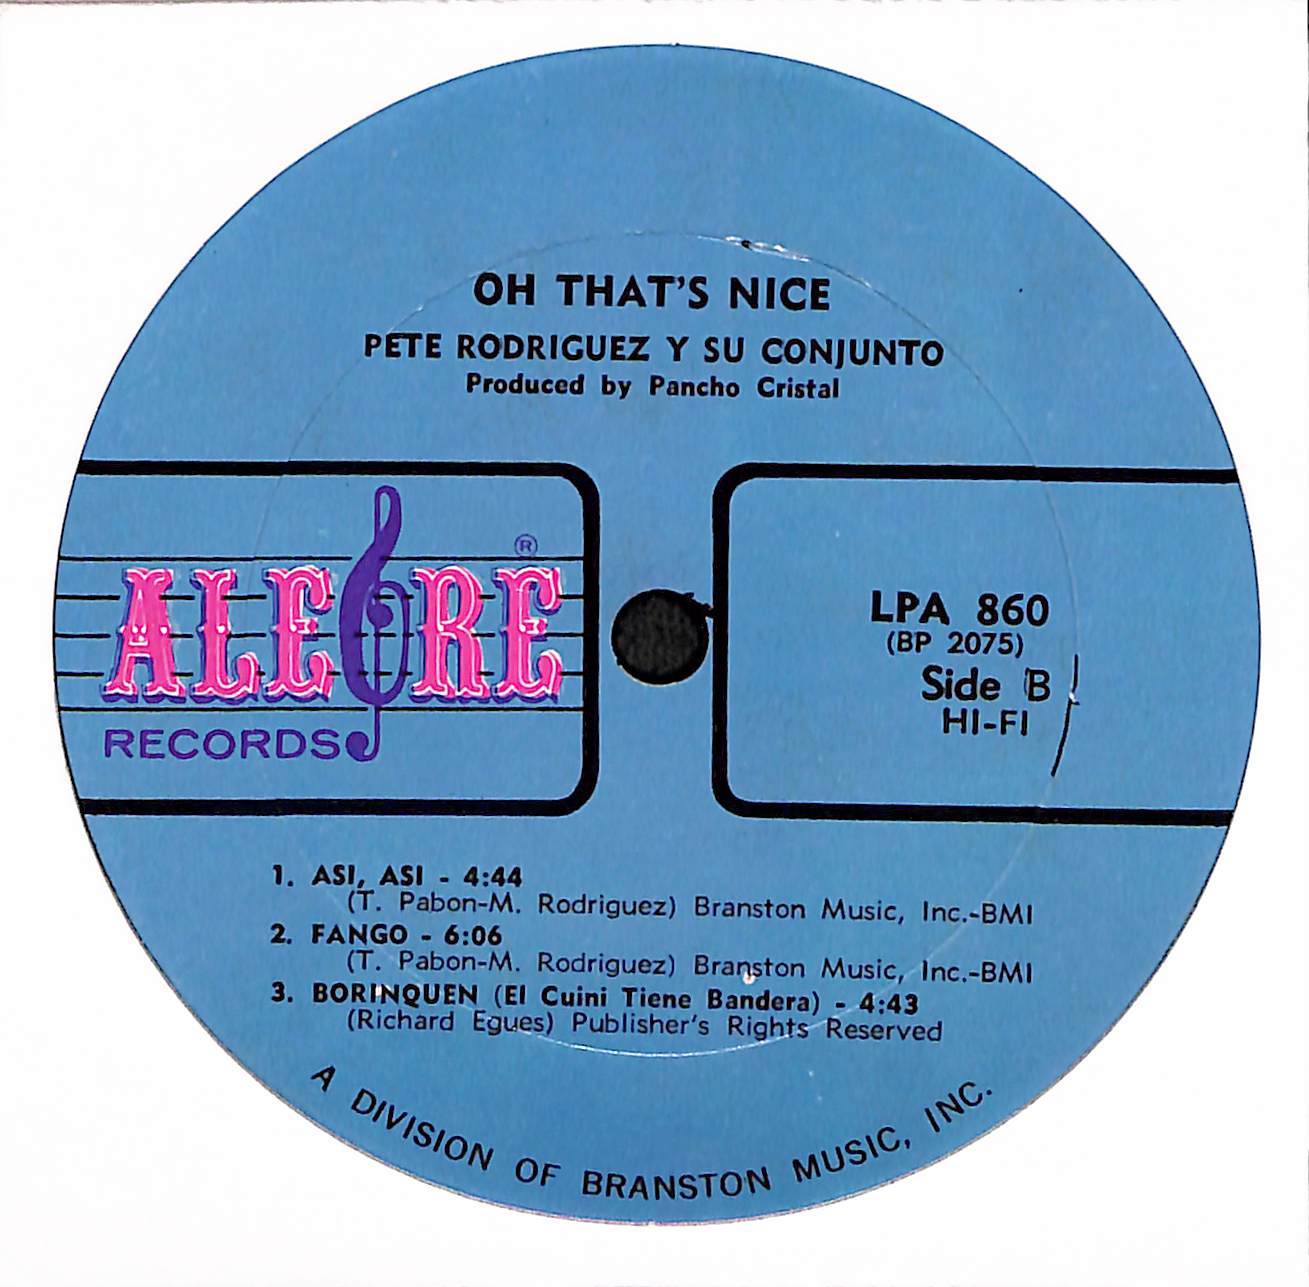 OH THAT'S NICE
PETE RODRIGUEZ Y SU CONJUNTO
Produced by Pancho Cristal
ALEGRE ®
RECORDS
LPA 860
(BP 2075)
Side B
HI-FI
1. ASI, ASI - 4:44
(T. Pabon-M. Rodriguez) Branston Music, Inc.-BMI
2. FANGO - 6:06
(T. Pabon-M. Rodriguez) Branston Music, Inc.-BMI
3. BORINQUEN (El Cuini Tiene Bandera) - 4:43
(Richard Egues) Publisher's Rights Reserved
A DIVISION OF BRANSTON MUSIC, INC.